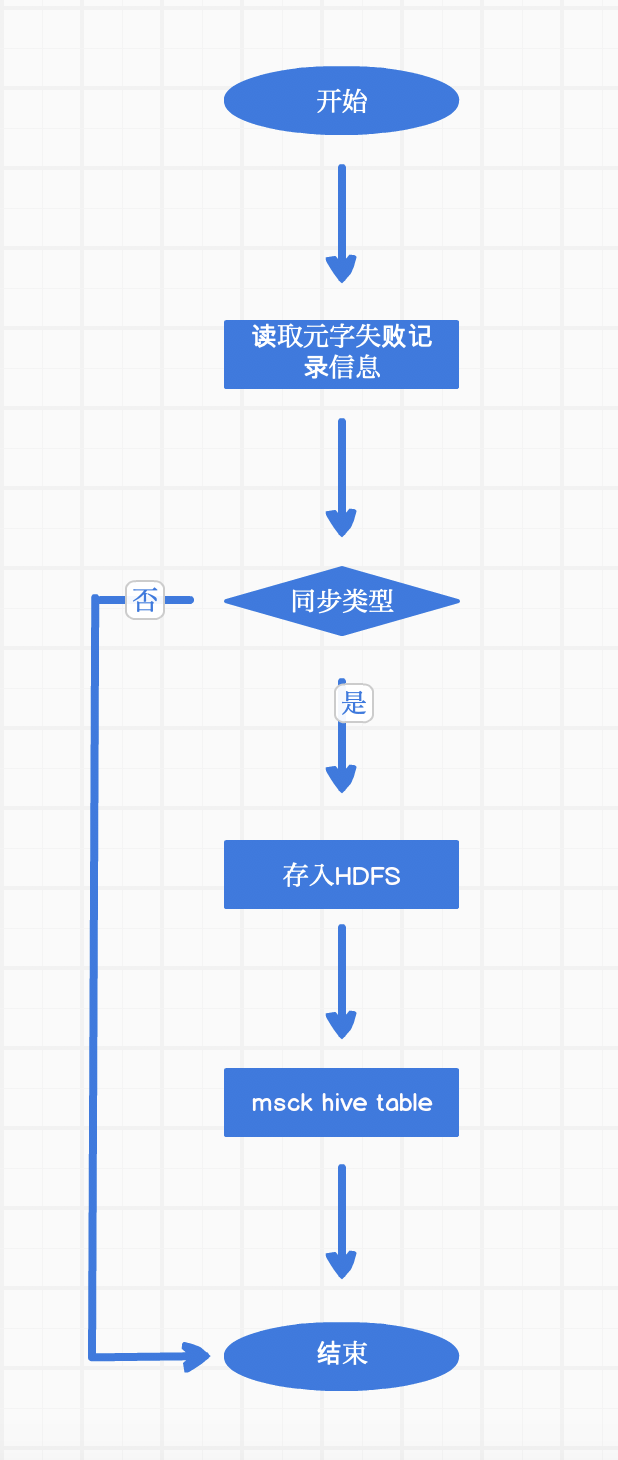 开始
读取元字失败记
录信息
同步类型
否
是
存入HDFS
msck hive table
结束